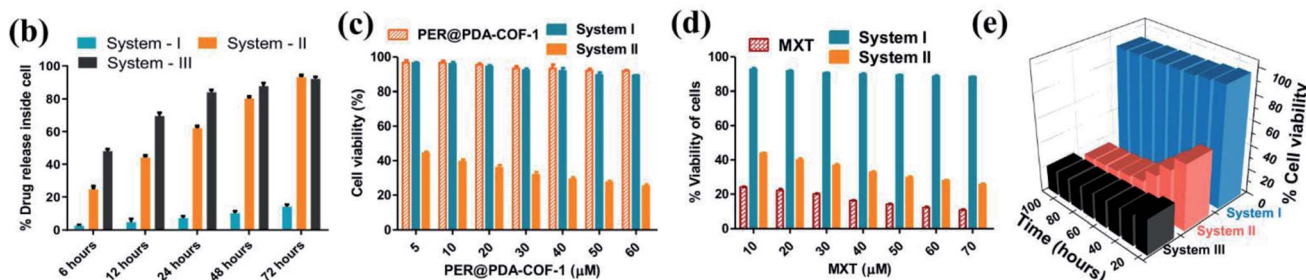 (b)
System - I
System - II
System - III
% Drug release inside cell
100
80
60
40
20
0
6 hours
12 hours
24 hours
48 hours
72 hours
(c)
PER@PDA-COF-1
System I
System II
Cell viability (%)
100
80
60
40
20
0
5
10
20
30
40
50
60
PER@PDA-COF-1 (μM)
(d)
MXT
System I
System II
% Viability of cells
100
80
60
40
20
0
10
20
30
40
50
60
70
MXT (μM)
(e)
100
80
60
40
20
0
% Cell viability
System I
System II
System III
100
80
60
40
20
Time (hours)